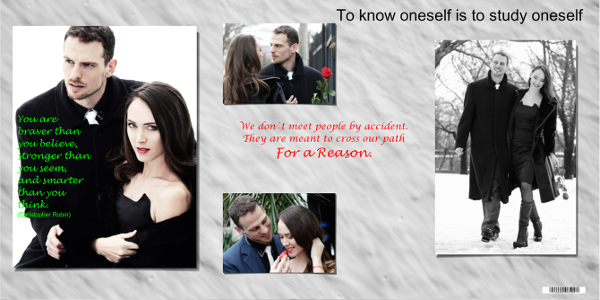 To know oneself is to study oneself
You are
braver than
you believe,
stronger than
you seem,
and smarter
than you
think.
(Christopher Robin)
We don't meet people by accident.
They are meant to cross our path
For a Reason.